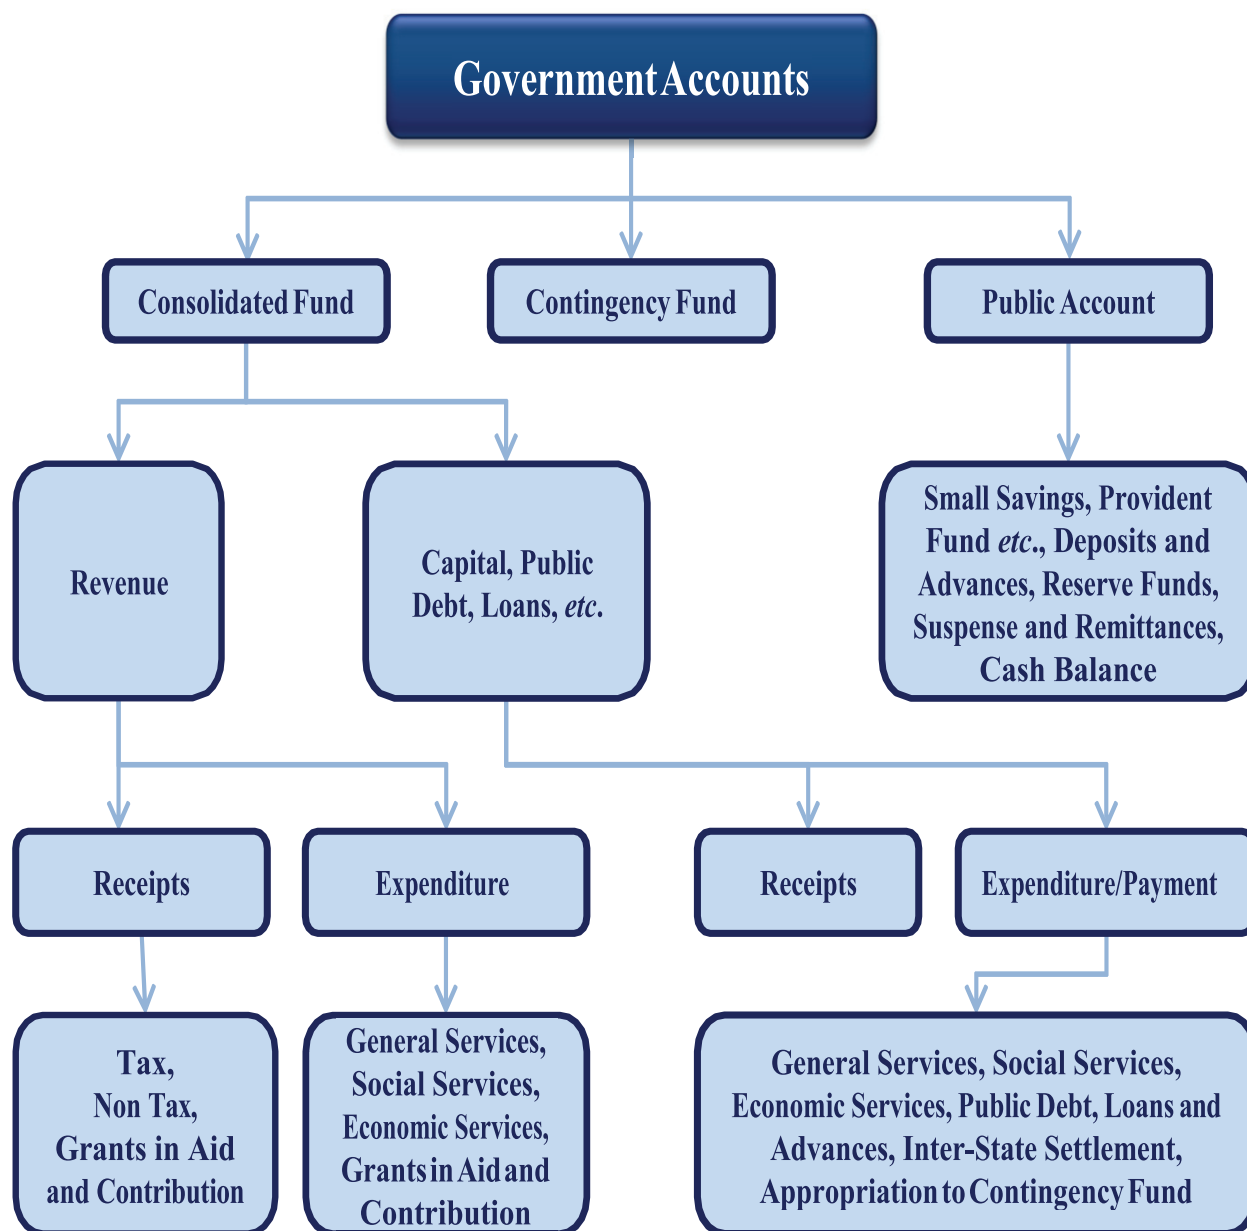 Government Accounts
Consolidated Fund
Contingency Fund
Public Account
Revenue
Capital, Public
Debt, Loans, etc.
Small Savings, Provident
Fund etc., Deposits and
Advances, Reserve Funds,
Suspense and Remittances,
Cash Balance
Receipts
Expenditure
Receipts
Expenditure/Payment
Tax,
Non Tax,
Grants in Aid
and Contribution
General Services,
Social Services,
Economic Services,
Grants in Aid and
Contribution
General Services, Social Services,
Economic Services, Public Debt, Loans and
Advances, Inter-State Settlement,
Appropriation to Contingency Fund